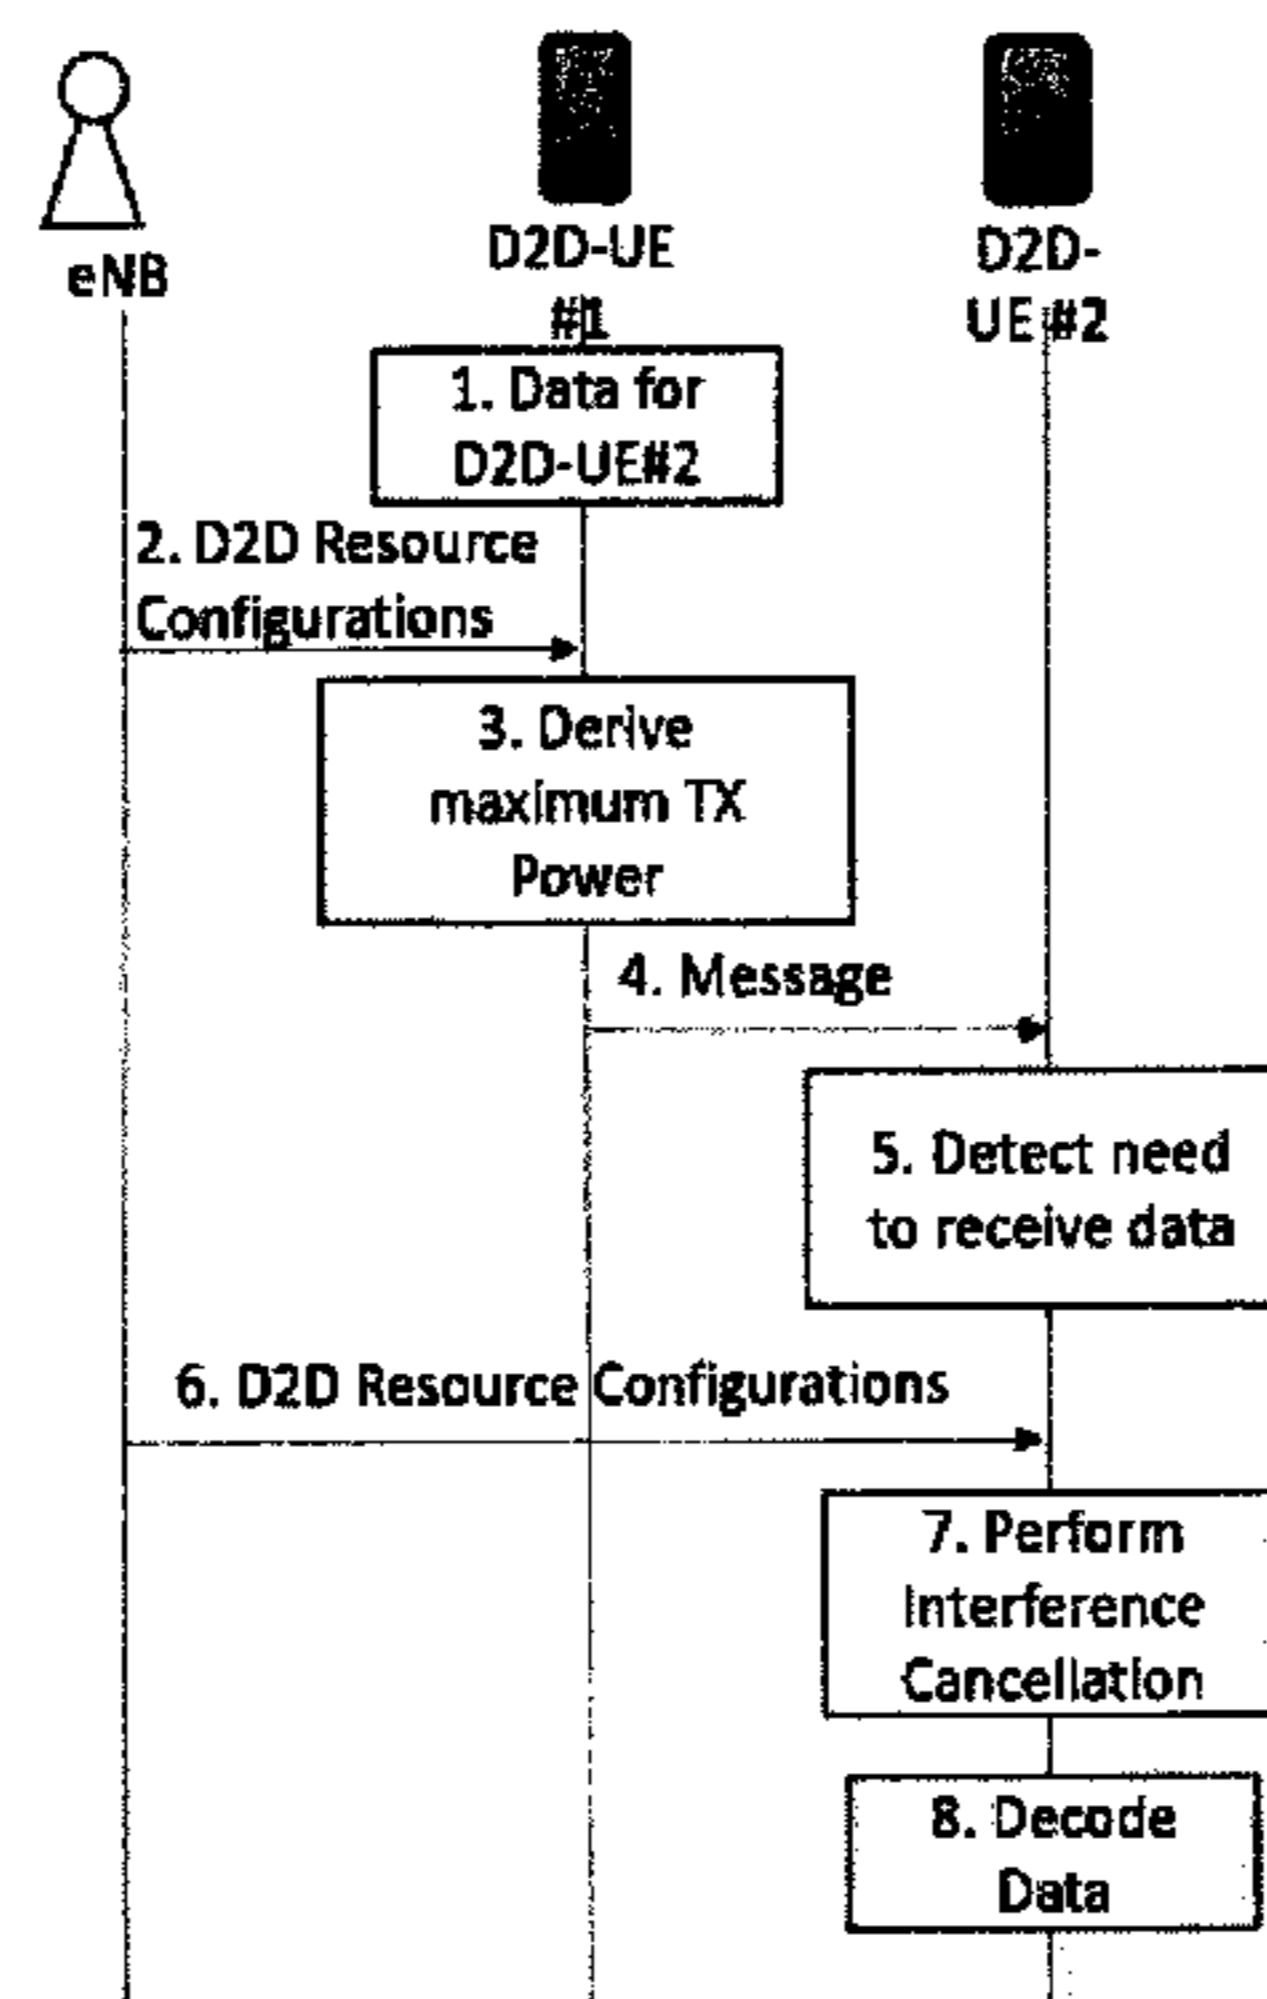 eNB
D2D-UE
#1
D2D-
UE #2
1. Data for
D2D-UE#2
2. D2D Resource
Configurations
3. Derive
maximum TX
Power
4. Message
5. Detect need
to receive data
6. D2D Resource Configurations
7. Perform
Interference
Cancellation
8. Decode
Data